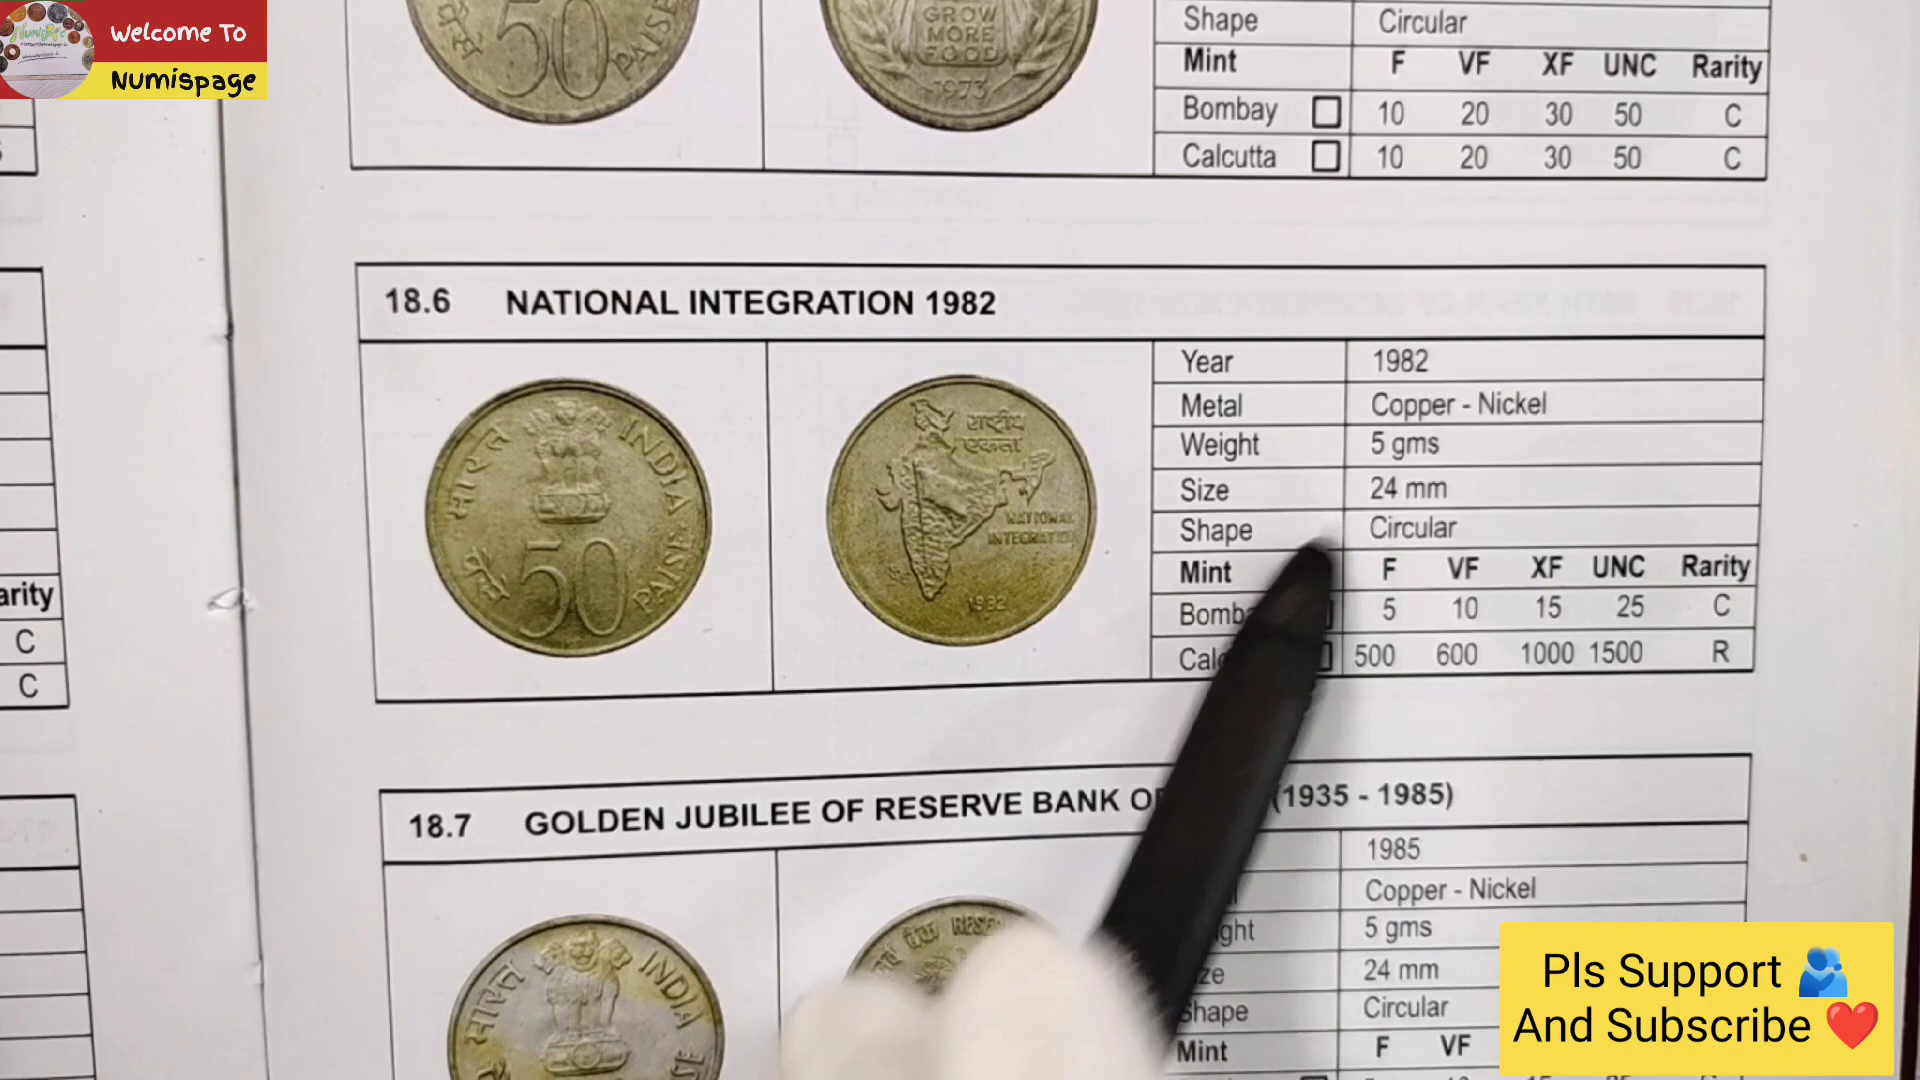 Welcome To
Numispage
50
PAISE
GROW
MORE
FOOD
1973
Shape Circular
Mint F VF XF UNC Rarity
Bombay 10 20 30 50 C
Calcutta 10 20 30 50 C
18.6 NATIONAL INTEGRATION 1982
भारत INDIA
50
PAISE
राष्ट्रीय
एकता
NATIONAL
1982
Year 1982
Metal Copper - Nickel
Weight 5 gms
Size 24 mm
Shape Circular
Mint F VF XF UNC Rarity
5 10 15 25 C
500 600 1000 1500 R
arity
C
C
18.7 GOLDEN JUBILEE OF RESERVE BANK (1935 - 1985)
भारत INDIA
1985
Copper - Nickel
5 gms
24 mm
Shape Circular
Mint F VF
Pls Support 🫂
And Subscribe ❤️